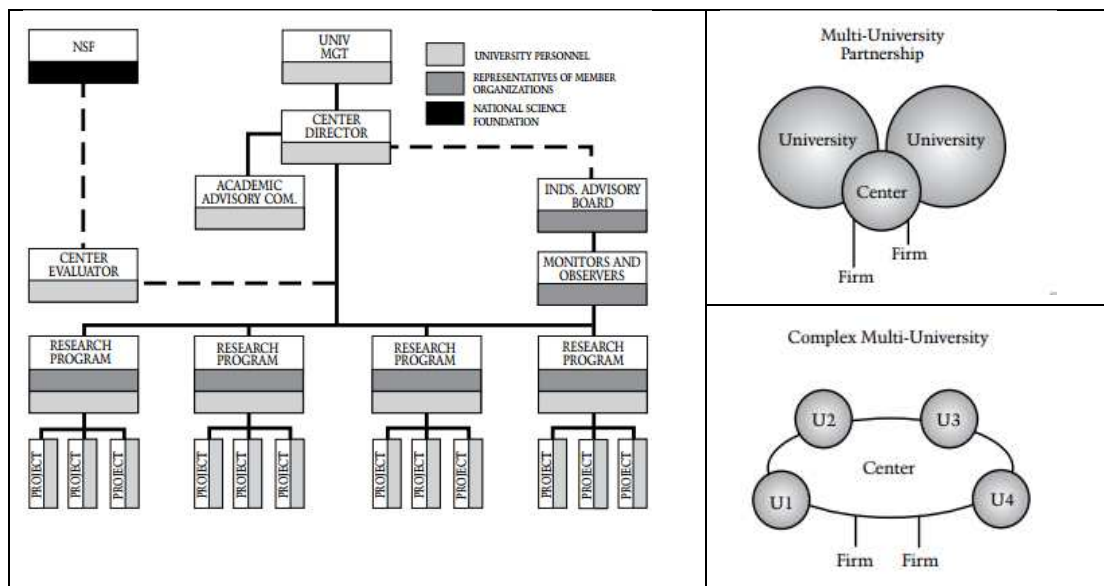 NSF
UNIV
MGT
UNIVERSITY PERSONNEL
REPRESENTATIVES OF MEMBER
ORGANIZATIONS
NATIONAL SCIENCE
FOUNDATION
CENTER
DIRECTOR
ACADEMIC
ADVISORY COM.
INDS. ADVISORY
BOARD
CENTER
EVALUATOR
MONITORS AND
OBSERVERS
RESEARCH
PROGRAM
RESEARCH
PROGRAM
RESEARCH
PROGRAM
RESEARCH
PROGRAM
PROJECT
PROJECT
PROJECT
PROJECT
PROJECT
PROJECT
PROJECT
PROJECT
PROJECT
PROJECT
PROJECT
PROJECT
Multi-University
Partnership
University
University
Center
Firm
Firm
Complex Multi-University
U2
U3
Center
U1
U4
Firm
Firm